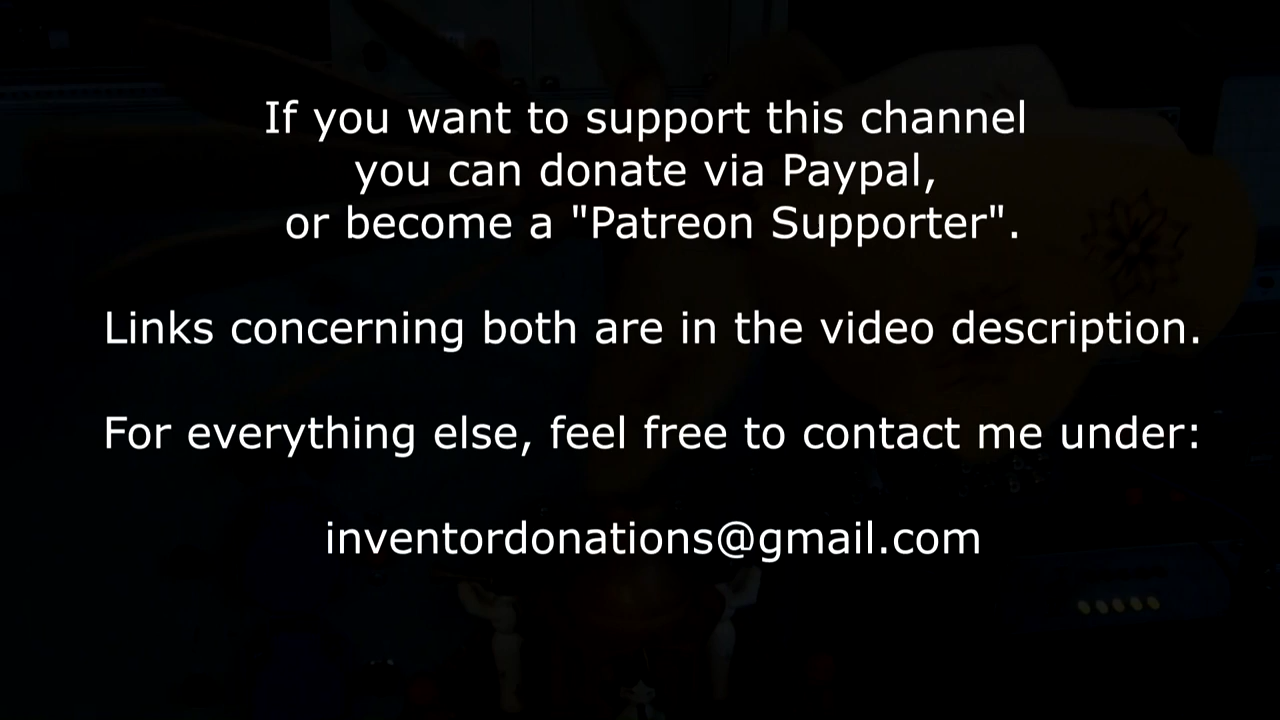 If you want to support this channel
you can donate via Paypal,
or become a "Patreon Supporter".
Links concerning both are in the video description.
For everything else, feel free to contact me under:
inventordonations@gmail.com